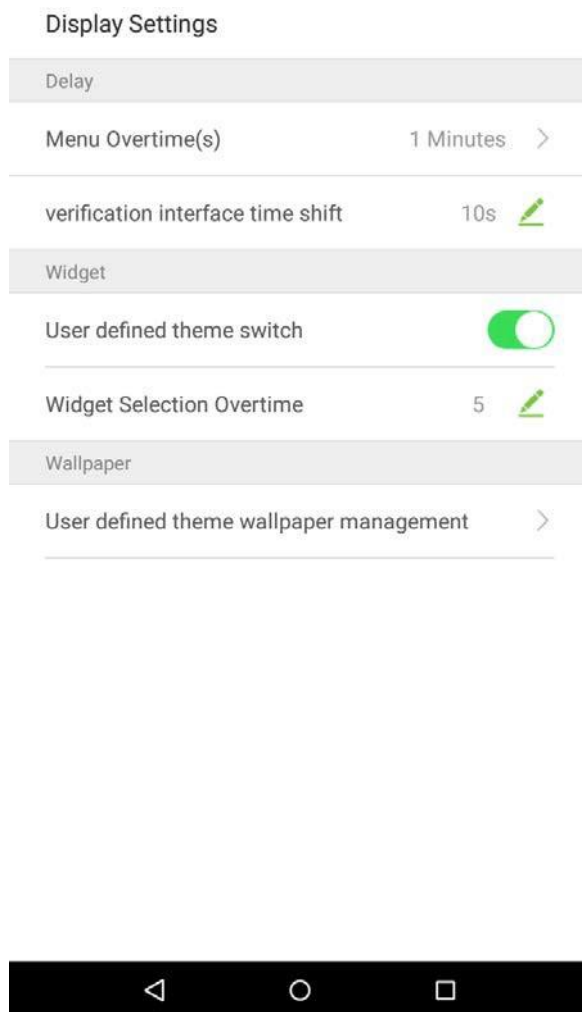 Display Settings
Delay
Menu Overtime(s) 1 Minutes
verification interface time shift 10s
Widget
User defined theme switch
Widget Selection Overtime 5
Wallpaper
User defined theme wallpaper management